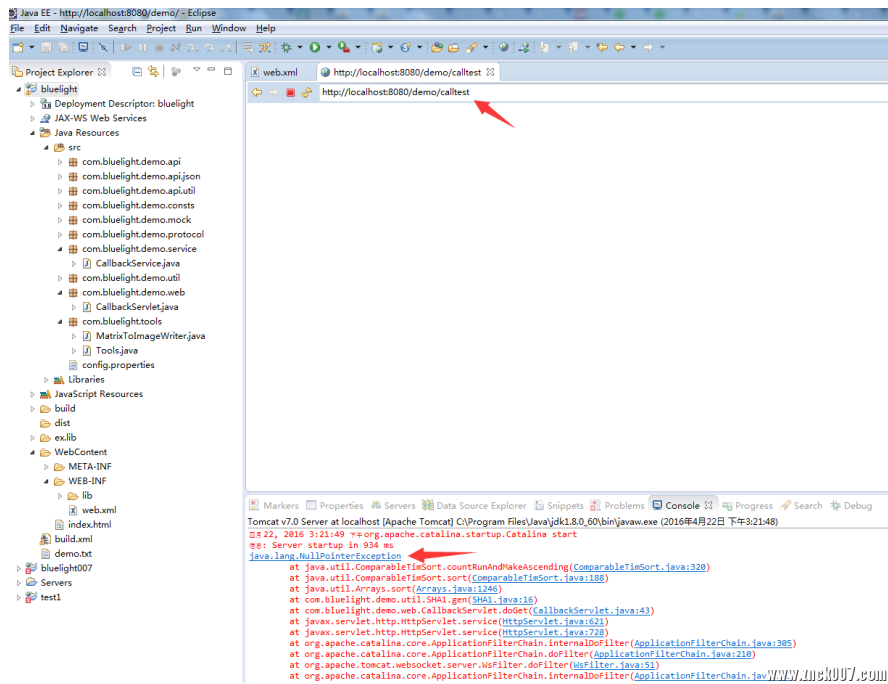 Java EE - http://localhost:8080/demo/ - Eclipse
File Edit Navigate Search Project Run Window Help
Project Explorer
web.xml
http://localhost:8080/demo/calltest
http://localhost:8080/demo/calltest
bluelight
Deployment Descriptor: bluelight
JAX-WS Web Services
Java Resources
src
com.bluelight.demo.api
com.bluelight.demo.api.json
com.bluelight.demo.api.util
com.bluelight.demo.consts
com.bluelight.demo.mock
com.bluelight.demo.protocol
com.bluelight.demo.service
CallbackService.java
com.bluelight.demo.util
com.bluelight.demo.web
CallbackServlet.java
com.bluelight.tools
MatrixToImageWriter.java
Tools.java
config.properties
Libraries
JavaScript Resources
build
dist
ex.lib
WebContent
META-INF
WEB-INF
lib
web.xml
index.html
build.xml
demo.txt
bluelight007
Servers
test1
Markers Properties Servers Data Source Explorer Snippets Problems Console Progress Search Debug
Tomcat v7.0 Server at localhost [Apache Tomcat] C:\Program Files\Java\jdk1.8.0_60\bin\javaw.exe (2016年4月22日 下午3:21:48)
四月 22, 2016 3:21:49 下午 org.apache.catalina.startup.Catalina start
信息: Server startup in 934 ms
java.lang.NullPointerException
at java.util.ComparableTimSort.countRunAndMakeAscending(ComparableTimSort.java:320)
at java.util.ComparableTimSort.sort(ComparableTimSort.java:188)
at java.util.Arrays.sort(Arrays.java:1246)
at com.bluelight.demo.util.SHA1.gen(SHA1.java:16)
at com.bluelight.demo.web.CallbackServlet.doGet(CallbackServlet.java:43)
at javax.servlet.http.HttpServlet.service(HttpServlet.java:621)
at javax.servlet.http.HttpServlet.service(HttpServlet.java:728)
at org.apache.catalina.core.ApplicationFilterChain.internalDoFilter(ApplicationFilterChain.java:305)
at org.apache.catalina.core.ApplicationFilterChain.doFilter(ApplicationFilterChain.java:210)
at org.apache.tomcat.websocket.server.WsFilter.doFilter(WsFilter.java:51)
at org.apache.catalina.core.ApplicationFilterChain.internalDoFilter(ApplicationFilterChain.jav
www.znck007.com